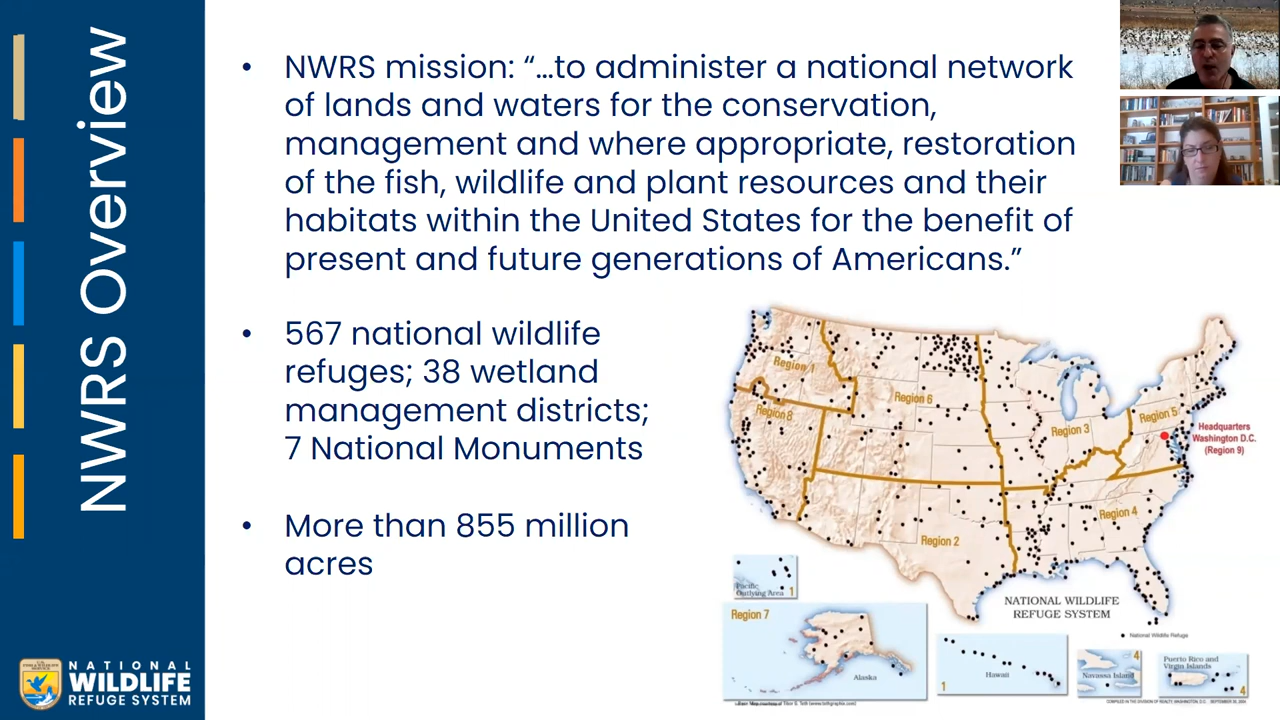 NWRS Overview
• NWRS mission: “…to administer a national network
of lands and waters for the conservation,
management and where appropriate, restoration
of the fish, wildlife and plant resources and their
habitats within the United States for the benefit of
present and future generations of Americans.”
• 567 national wildlife
refuges; 38 wetland
management districts;
7 National Monuments
• More than 855 million
acres
Region 1
Region 8
Region 6
Region 3
Region 5
Headquarters
Washington D.C.
(Region 9)
Region 4
Region 2
Pacific
Outlying Area
1
NATIONAL WILDLIFE
REFUGE SYSTEM
National Wildlife Refuge
Region 7
Alaska
1
Hawaii
4
Navassa Island
Puerto Rico and
Virgin Islands
4
NATIONAL
WILDLIFE
REFUGE SYSTEM